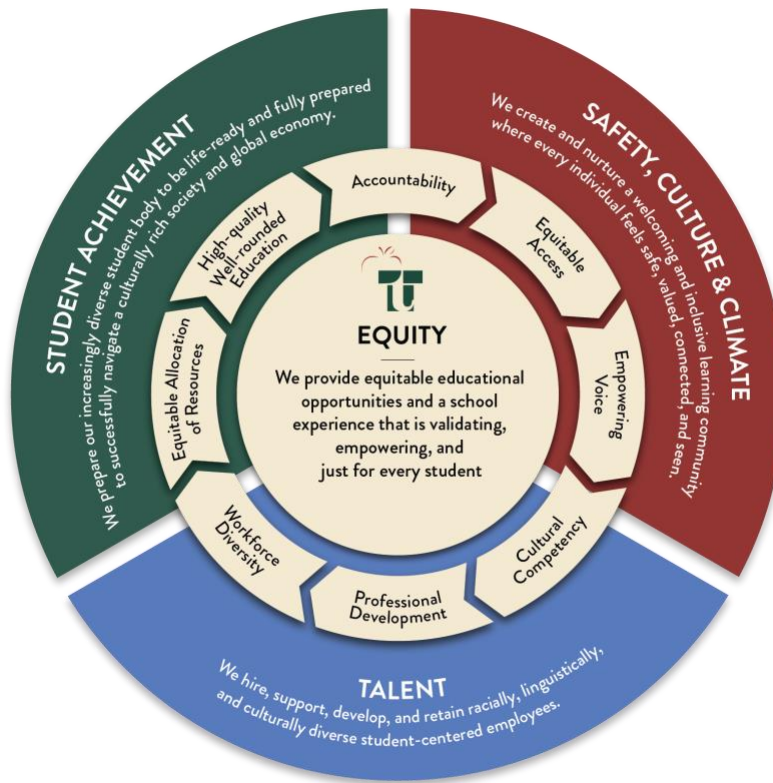 STUDENT ACHIEVEMENT
We prepare our increasingly diverse student body to be life-ready and fully prepared
to successfully navigate a culturally rich society and global economy.
SAFETY, CULTURE & CLIMATE
We create and nurture a welcoming and inclusive learning community
where every individual feels safe, valued, connected, and seen.
Accountability
Equitable
Access
Empowering
Voice
Cultural
Competency
Professional
Development
Workforce
Diversity
Equitable Allocation
of Resources
High-quality
Well-rounded
Education
TU
EQUITY
We provide equitable educational
opportunities and a school
experience that is validating,
empowering, and
just for every student
TALENT
We hire, support, develop, and retain racially, linguistically,
and culturally diverse student-centered employees.